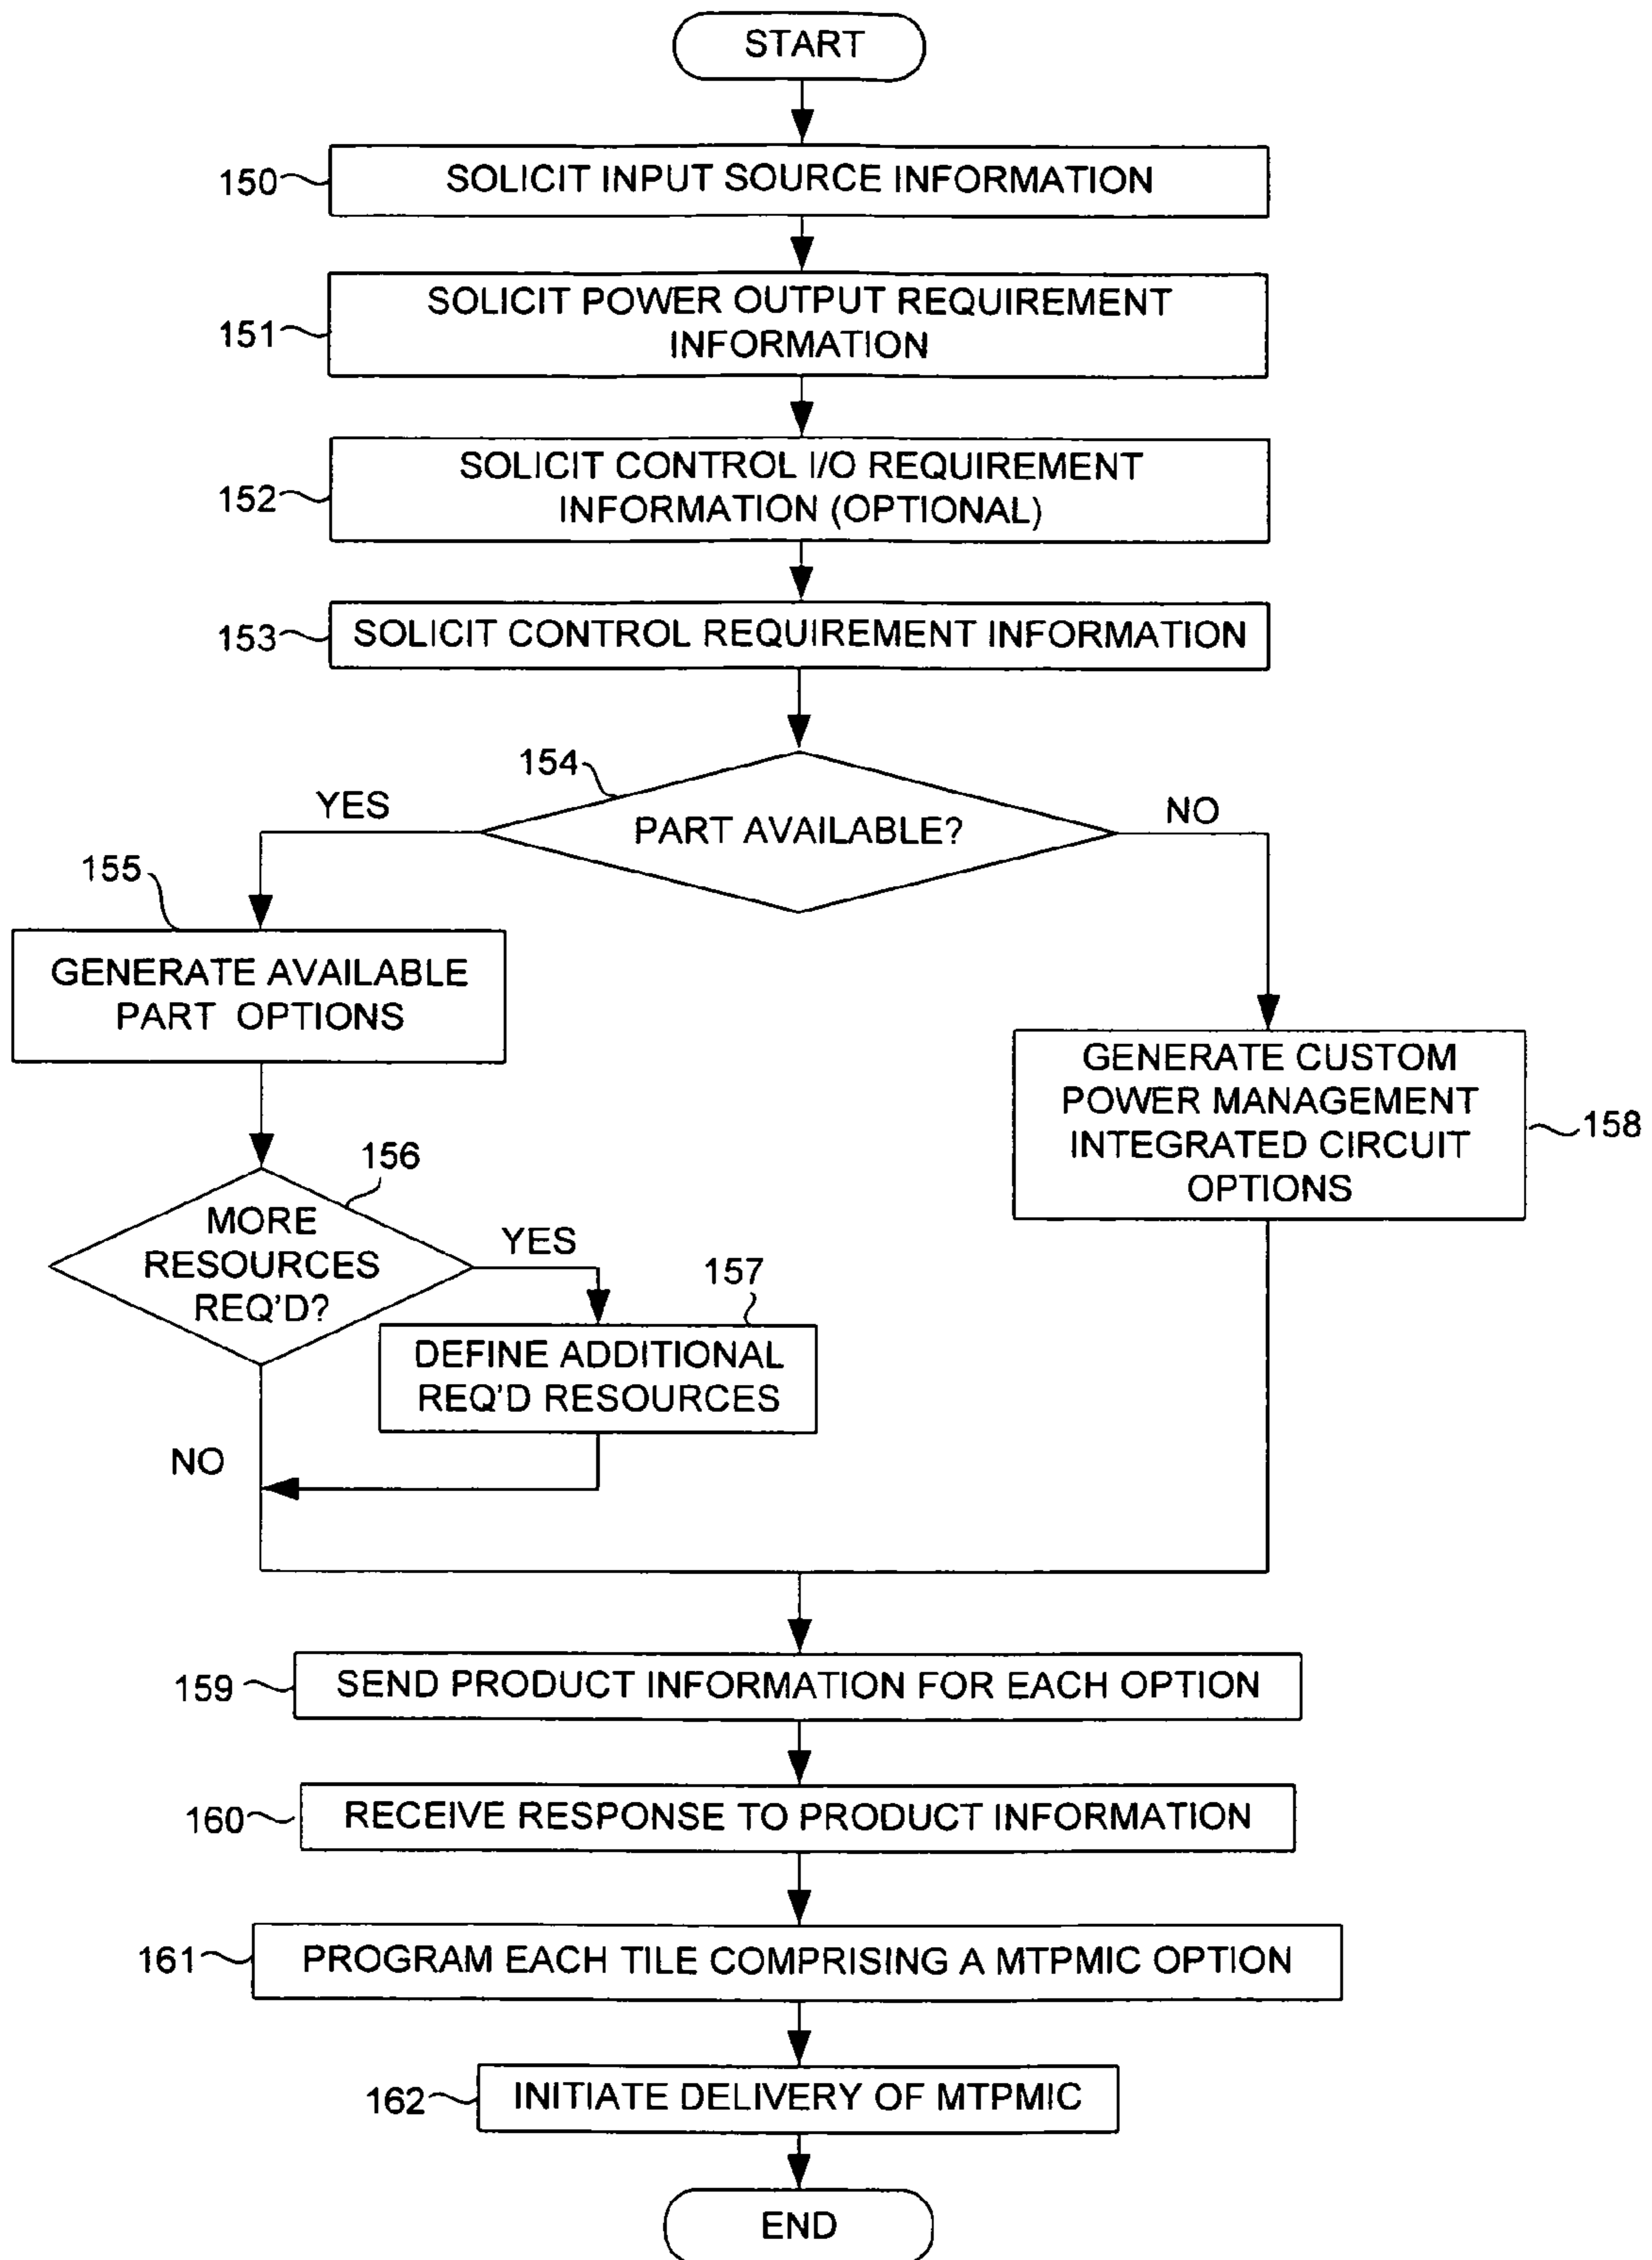 START
150
SOLICIT INPUT SOURCE INFORMATION
151
SOLICIT POWER OUTPUT REQUIREMENT
INFORMATION
152
SOLICIT CONTROL I/O REQUIREMENT
INFORMATION (OPTIONAL)
153
SOLICIT CONTROL REQUIREMENT INFORMATION
154
PART AVAILABLE?
YES
NO
155
GENERATE AVAILABLE
PART OPTIONS
GENERATE CUSTOM
POWER MANAGEMENT
INTEGRATED CIRCUIT
OPTIONS
158
156
MORE
RESOURCES
REQ'D?
YES
157
DEFINE ADDITIONAL
REQ'D RESOURCES
NO
159
SEND PRODUCT INFORMATION FOR EACH OPTION
160
RECEIVE RESPONSE TO PRODUCT INFORMATION
161
PROGRAM EACH TILE COMPRISING A MTPMIC OPTION
162
INITIATE DELIVERY OF MTPMIC
END